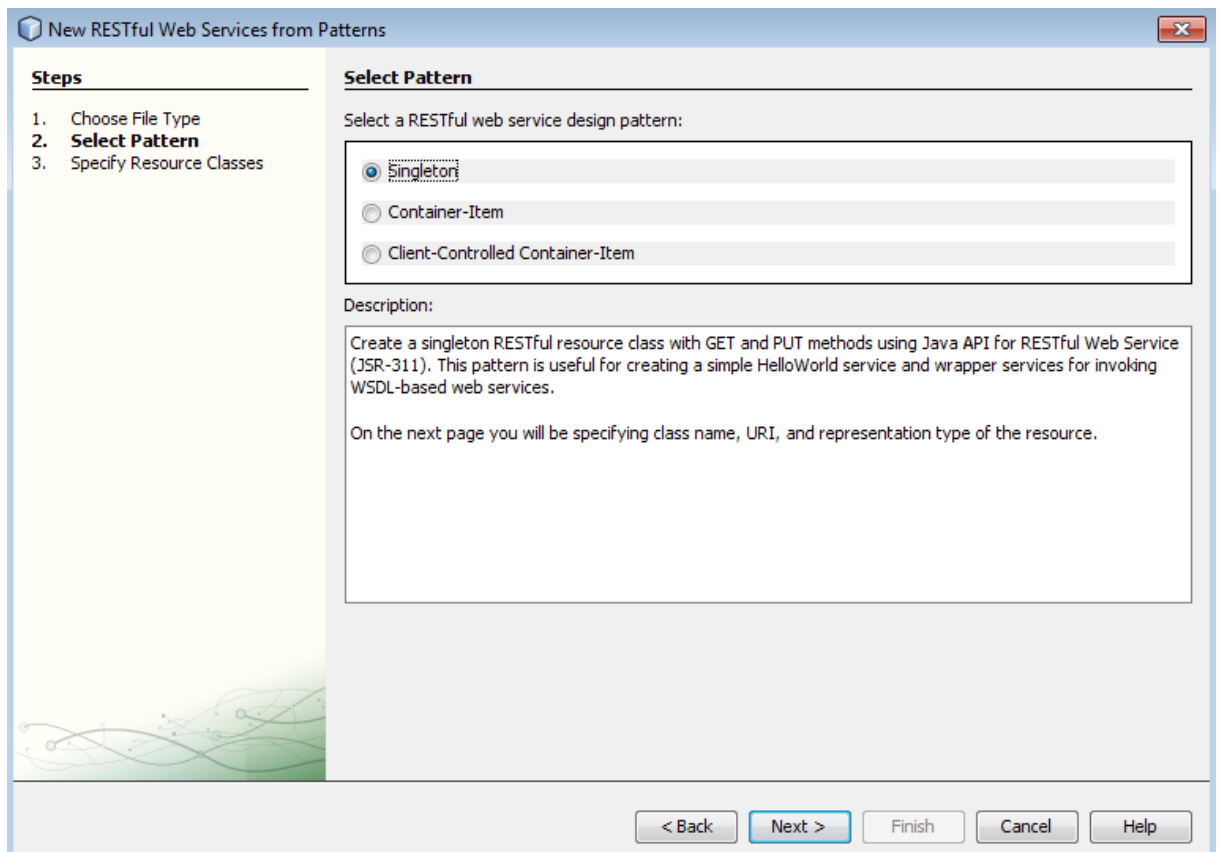 New RESTful Web Services from Patterns
Steps
1. Choose File Type
2. Select Pattern
3. Specify Resource Classes
Select Pattern
Select a RESTful web service design pattern:
Singleton
Container-Item
Client-Controlled Container-Item
Description:
Create a singleton RESTful resource class with GET and PUT methods using Java API for RESTful Web Service
(JSR-311). This pattern is useful for creating a simple HelloWorld service and wrapper services for invoking
WSDL-based web services.
On the next page you will be specifying class name, URI, and representation type of the resource.
< Back
Next >
Finish
Cancel
Help